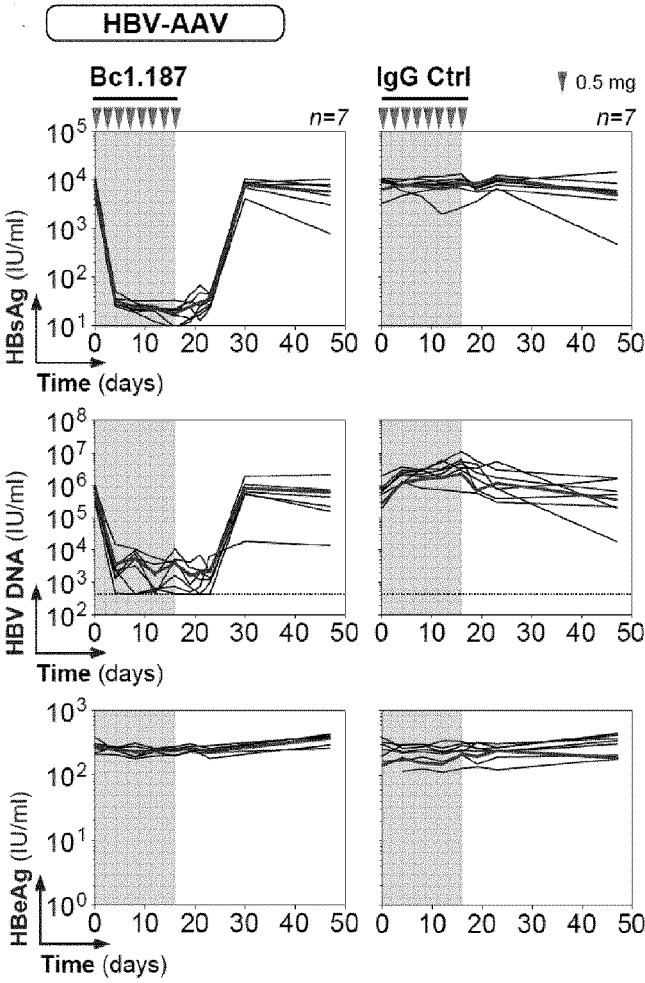 HBV-AAV
Bc1.187 IgG Ctrl 0.5 mg
n=7 n=7
HBsAg (IU/ml)
10^5
10^4
10^3
10^2
10^1
0 10 20 30 40 50 0 10 20 30 40 50
Time (days)
HBV DNA (IU/ml)
10^8
10^7
10^6
10^5
10^4
10^3
10^2
0 10 20 30 40 50 0 10 20 30 40 50
Time (days)
HBeAg (IU/ml)
10^3
10^2
10^1
10^0
0 10 20 30 40 50 0 10 20 30 40 50
Time (days)